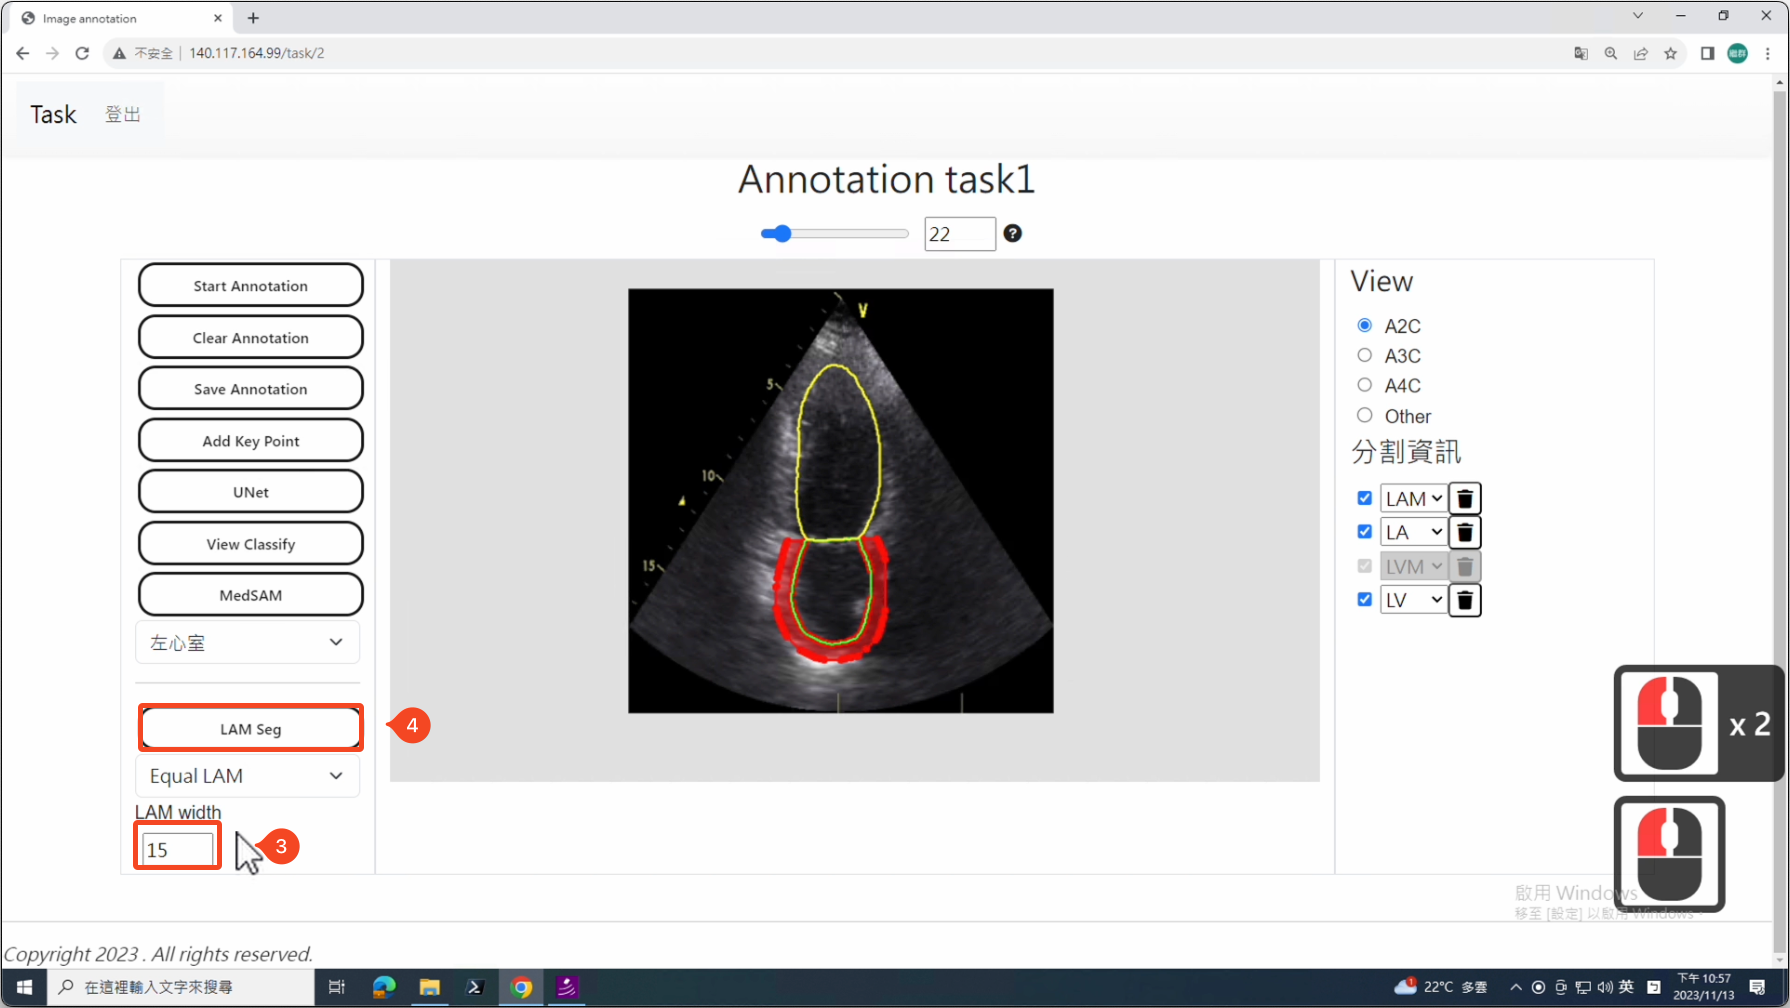 Image annotation
不安全 | 140.117.164.99/task/2
Task 登出
Annotation task1
22
Start Annotation
Clear Annotation
Save Annotation
Add Key Point
UNet
View Classify
MedSAM
左心室
LAM Seg
4
Equal LAM
LAM width
15
3
V
5
10
15
View
A2C
A3C
A4C
Other
分割資訊
LAM
LA
LVM
LV
x 2
啟用 Windows
移至 [設定] 以啟用 Windows。
Copyright 2023 . All rights reserved.
在這裡輸入文字來搜尋
22°C 多雲
英
下午 10:57
2023/11/13